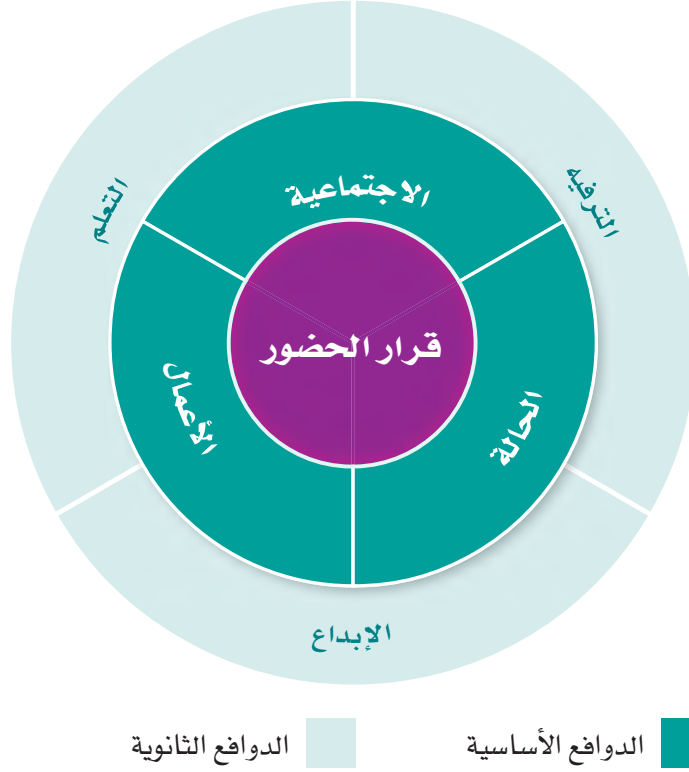 الترفيه
التعلم
الاجتماعية
قرار الحضور
الحالة
الأعمال
الإبداع
الدوافع الأساسية
الدوافع الثانوية